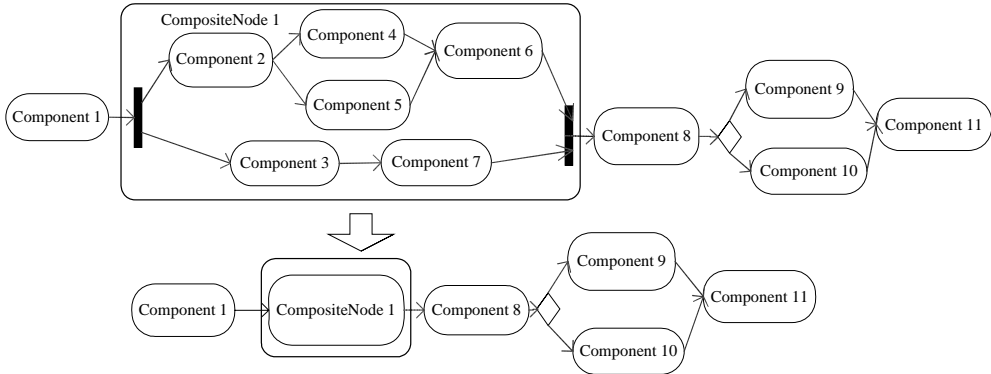 CompositeNode 1
Component 4
Component 2
Component 6
Component 5
Component 1
Component 3
Component 7
Component 8
Component 9
Component 10
Component 11
Component 1
CompositeNode 1
Component 8
Component 9
Component 10
Component 11